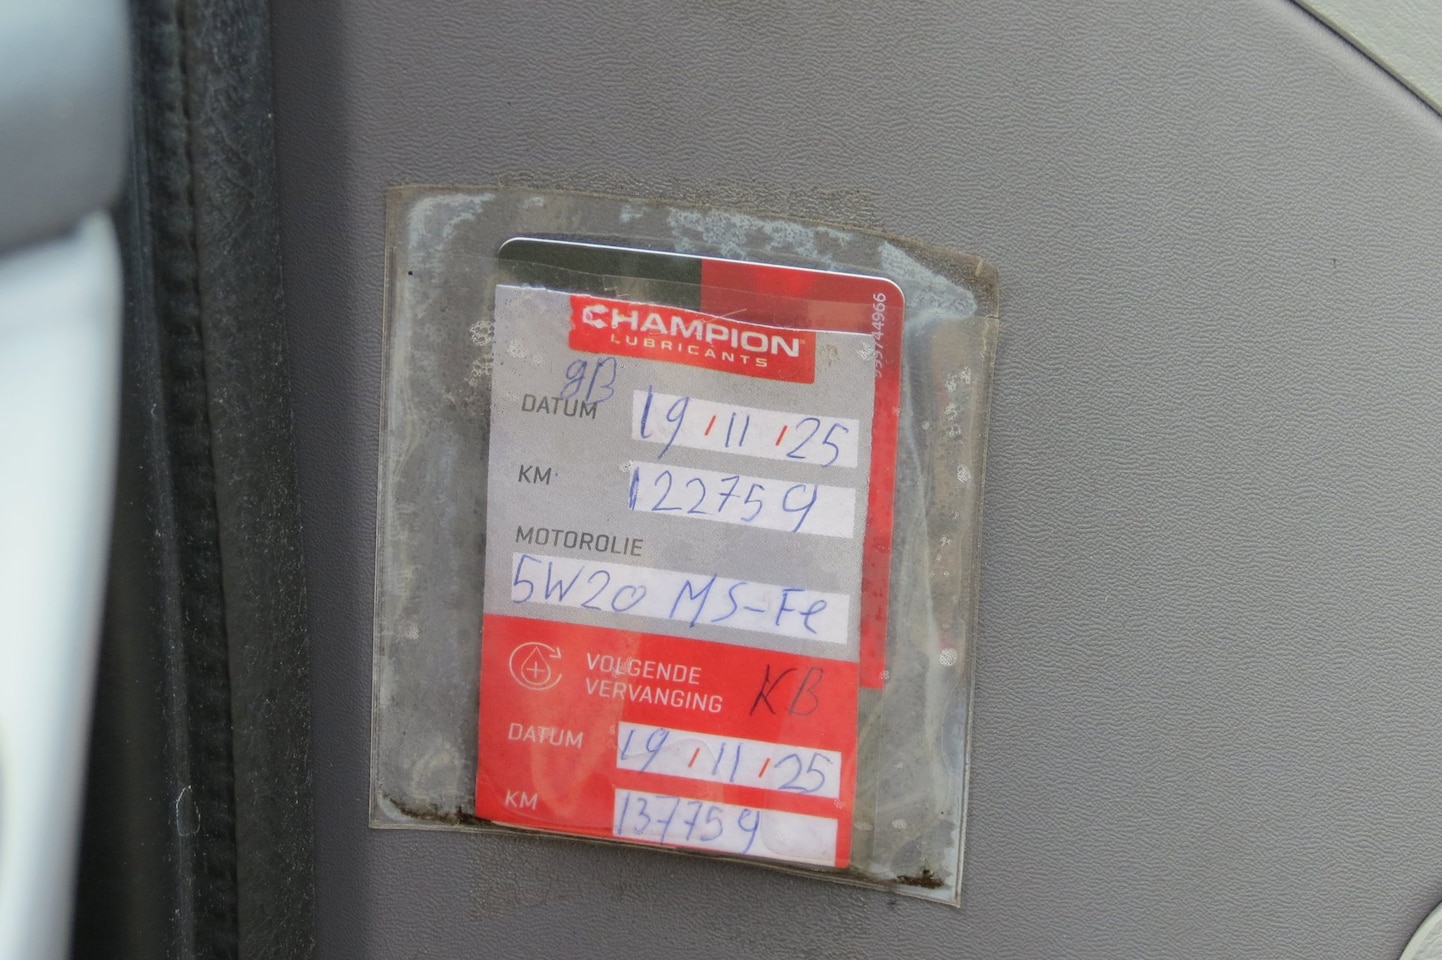 CHAMPION
LUBRICANTS
gB
DATUM 19/11/25
KM 122759
MOTOROLIE
5W20 MS-Fe
VOLGENDE
VERVANGING KB
DATUM 19/11/25
KM 137759